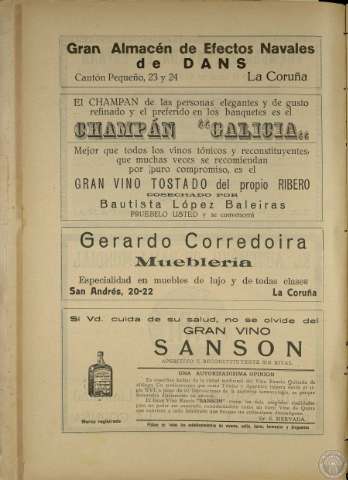 Gran Almacén de Efectos Navales
de DANS
Cantón Pequeño, 23 y 24 La Coruña
El CHAMPAN de las personas elegantes y de gusto
refinado y el preferido en los banquetes es el
CHAMPÁN "GALICIA"
Mejor que todos los vinos tónicos y reconstituyentes,
que muchas veces se recomiendan
por ¡puro compromiso, es el
GRAN VINO TOSTADO del propio RIBERO
COSECHADO POR
Bautista López Baleiras
PRUEBELO USTED y se convencerá
Gerardo Corredoira
Mueblería
Especialidad en muebles de lujo y de todas clases
San Andrés, 20-22 La Coruña
Si Vd. cuida de su salud, no se olvide del
GRAN VINO
SANSON
APERITIVO Y RECONSTITUYENTE SIN RIVAL
UNA AUTORIZADISIMA OPINION
Marca registrada